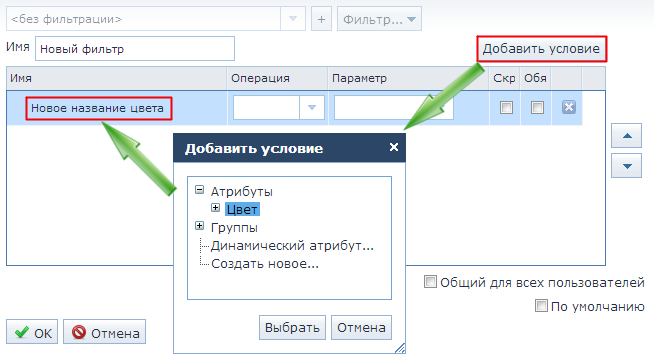 <без фильтрации>
+
Фильтр...
Имя
Новый фильтр
Добавить условие
Имя Операция Параметр Скр Обя
Новое название цвета
Добавить условие
Атрибуты
Цвет
Группы
Динамический атрибут...
Создать новое...
Выбрать
Отмена
Общий для всех пользователей
По умолчанию
OK
Отмена